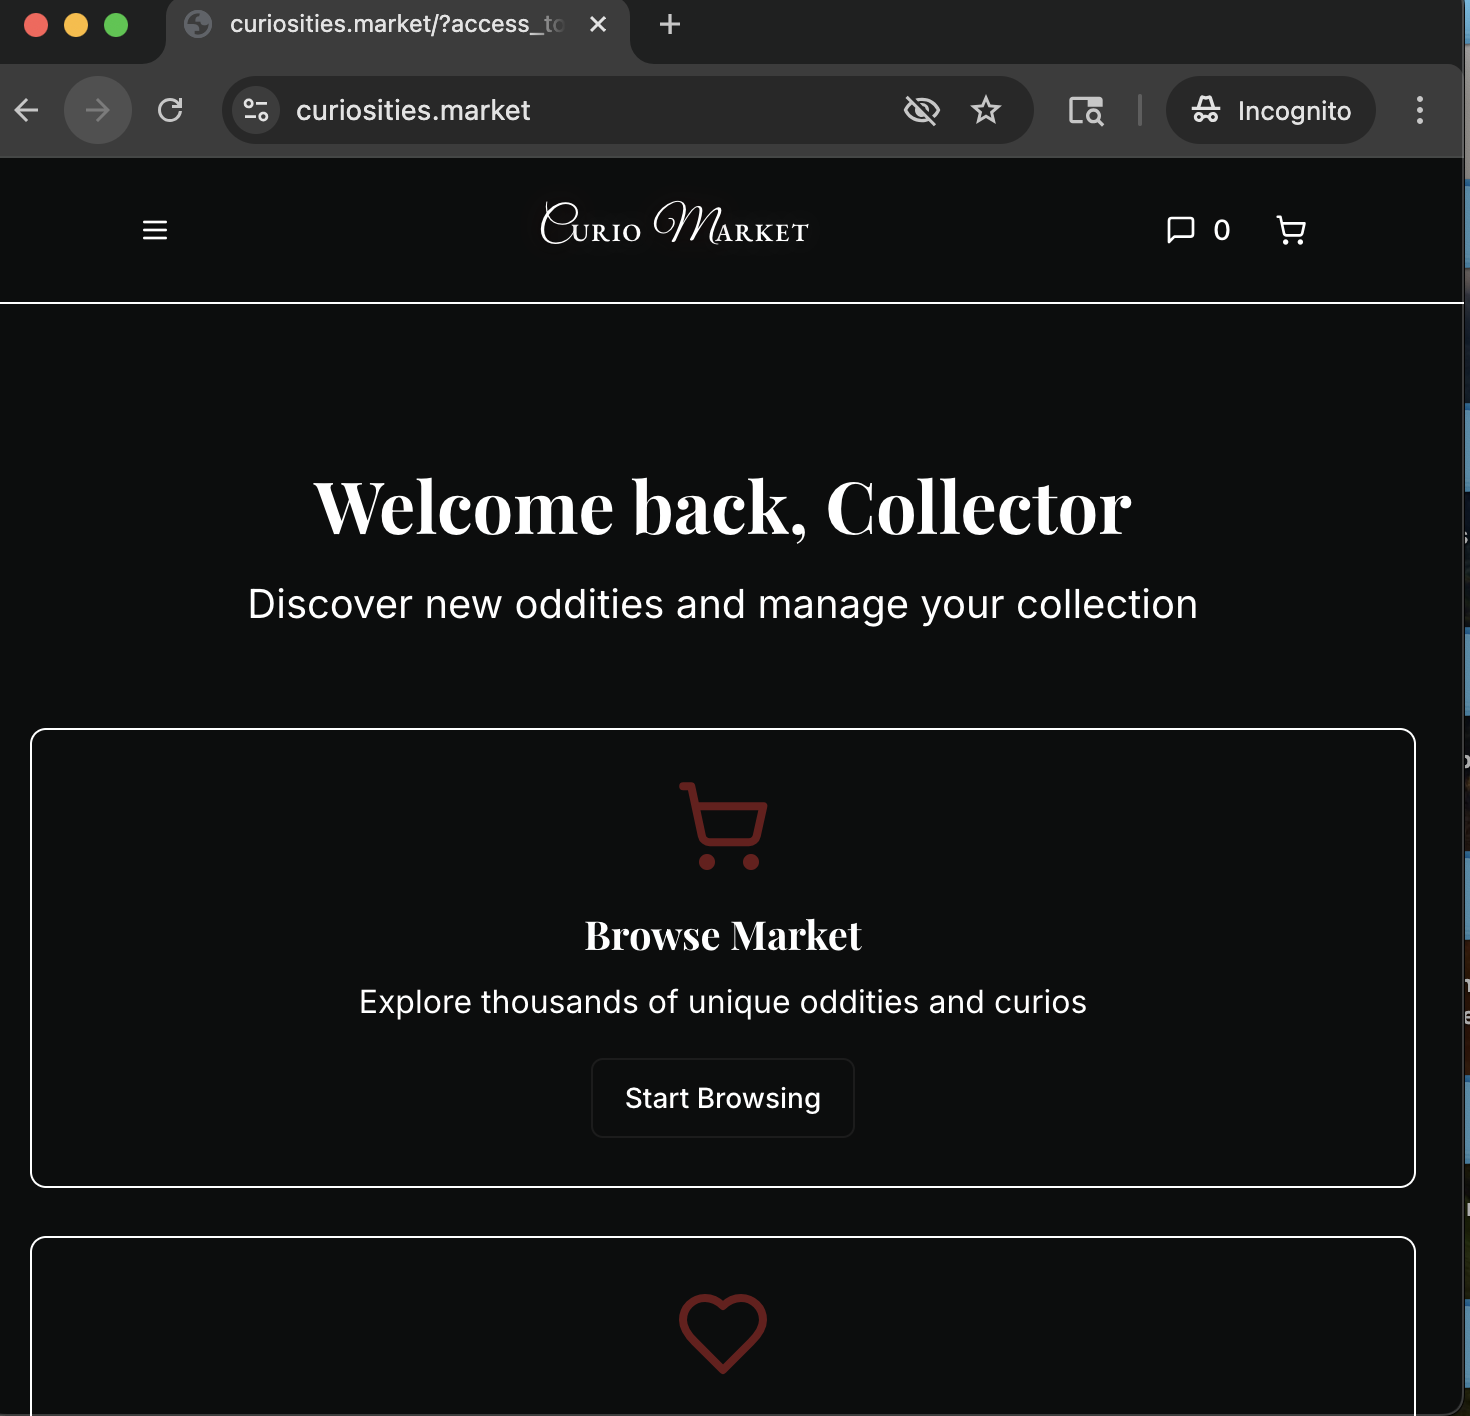 curiosities.market/?access_to
curiosities.market
Incognito
Curio Market
0
Welcome back, Collector
Discover new oddities and manage your collection
Browse Market
Explore thousands of unique oddities and curios
Start Browsing